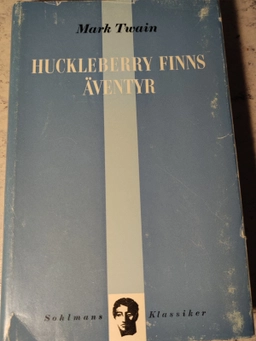 Mark Twain
HUCKLEBERRY FINNS
ÄVENTYR
Sohlmans Klassiker